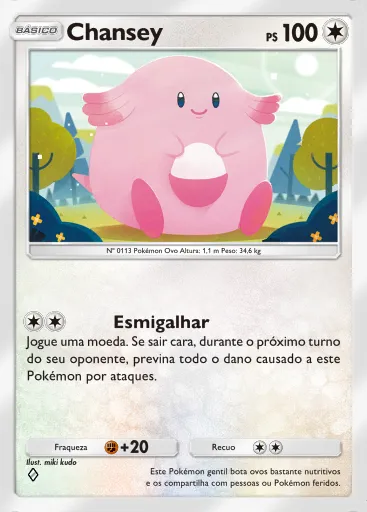 BÁSICO Chansey PS 100
Nº 0113 Pokémon Ovo Altura: 1,1 m Peso: 34,6 kg
Esmigalhar
Jogue uma moeda. Se sair cara, durante o próximo turno
do seu oponente, previna todo o dano causado a este
Pokémon por ataques.
Fraqueza +20 Recuo
Ilust. miki kudo
Este Pokémon gentil bota ovos bastante nutritivos
e os compartilha com pessoas ou Pokémon feridos.